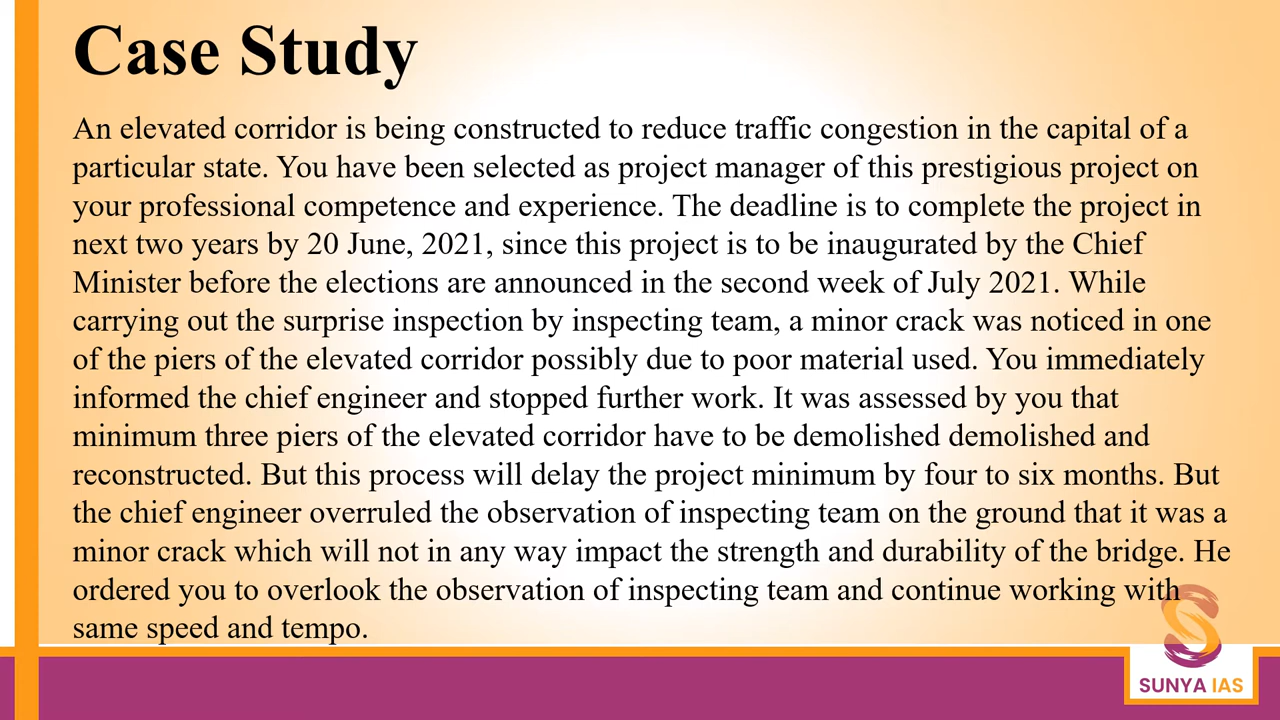 Case Study
An elevated corridor is being constructed to reduce traffic congestion in the capital of a
particular state. You have been selected as project manager of this prestigious project on
your professional competence and experience. The deadline is to complete the project in
next two years by 20 June, 2021, since this project is to be inaugurated by the Chief
Minister before the elections are announced in the second week of July 2021. While
carrying out the surprise inspection by inspecting team, a minor crack was noticed in one
of the piers of the elevated corridor possibly due to poor material used. You immediately
informed the chief engineer and stopped further work. It was assessed by you that
minimum three piers of the elevated corridor have to be demolished demolished and
reconstructed. But this process will delay the project minimum by four to six months. But
the chief engineer overruled the observation of inspecting team on the ground that it was a
minor crack which will not in any way impact the strength and durability of the bridge. He
ordered you to overlook the observation of inspecting team and continue working with
same speed and tempo.
SUNYA IAS